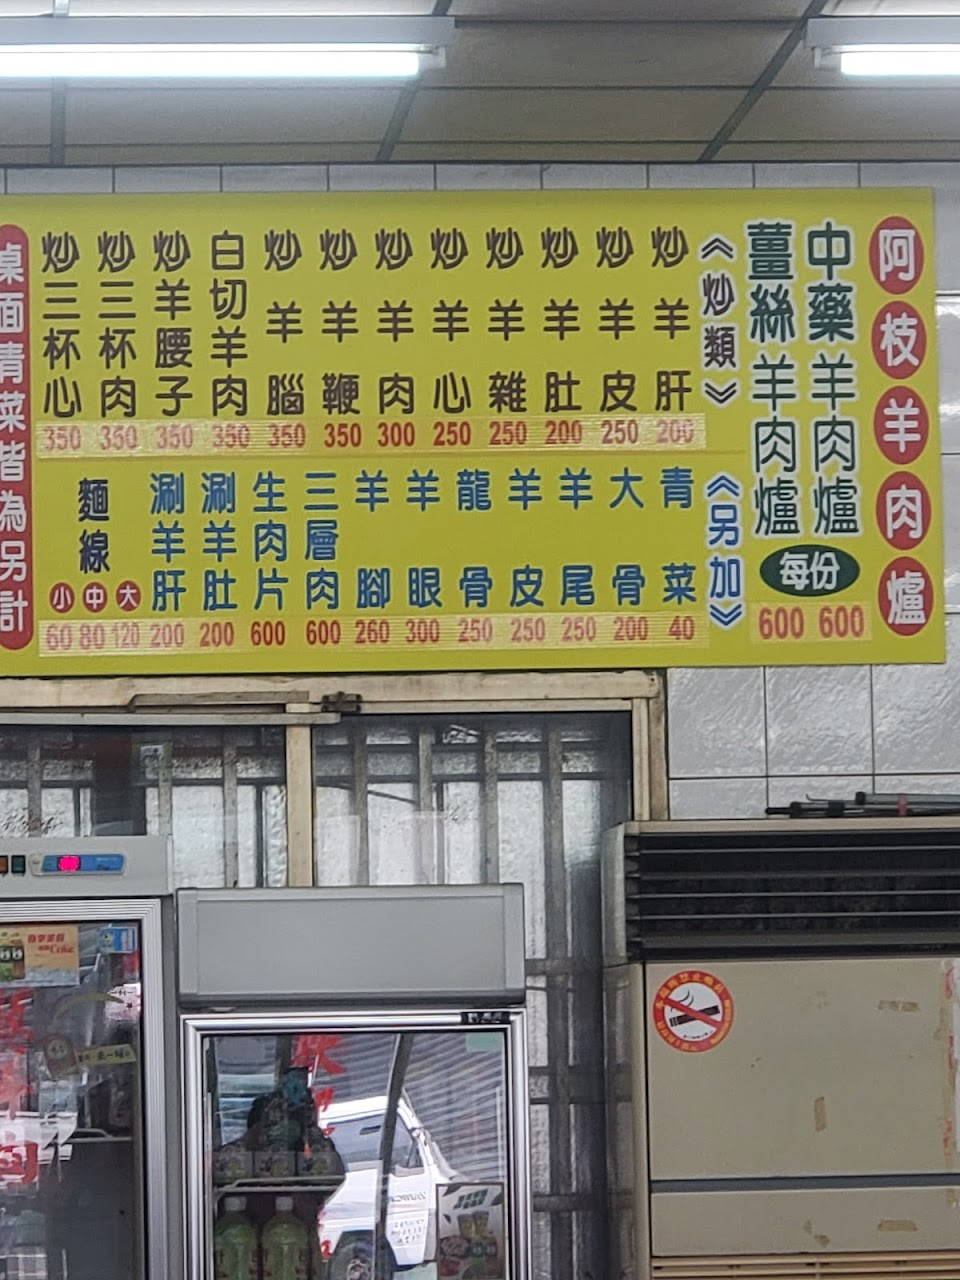 阿枝羊肉爐
中藥羊肉爐
薑絲羊肉爐
每份
600 600
《炒類》
炒羊肝 200
炒羊皮 250
炒羊肚 200
炒羊雜 250
炒羊心 250
炒羊肉 300
炒羊鞭 350
炒羊腦 350
白切羊肉 350
炒羊腰子 350
炒三杯肉 350
炒三杯心 350
《另加》
青菜 40
大骨 200
羊尾 250
羊皮 250
龍骨 250
羊眼 300
羊腳 260
三層肉 600
生肉片 600
涮羊肚 200
涮羊肝 200
麵線
大 120
中 80
小 60
桌面青菜皆為另計